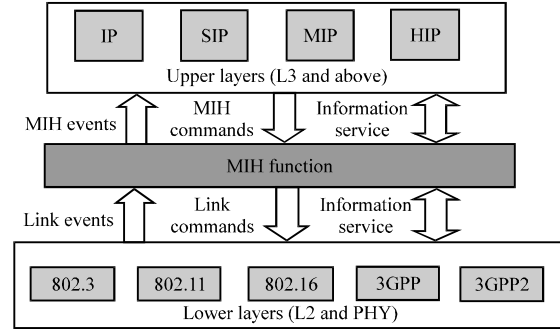 IP SIP MIP HIP
Upper layers (L3 and above)
MIH events
MIH
commands
Information
service
MIH function
Link events
Link
commands
Information
service
802.3 802.11 802.16 3GPP 3GPP2
Lower layers (L2 and PHY)